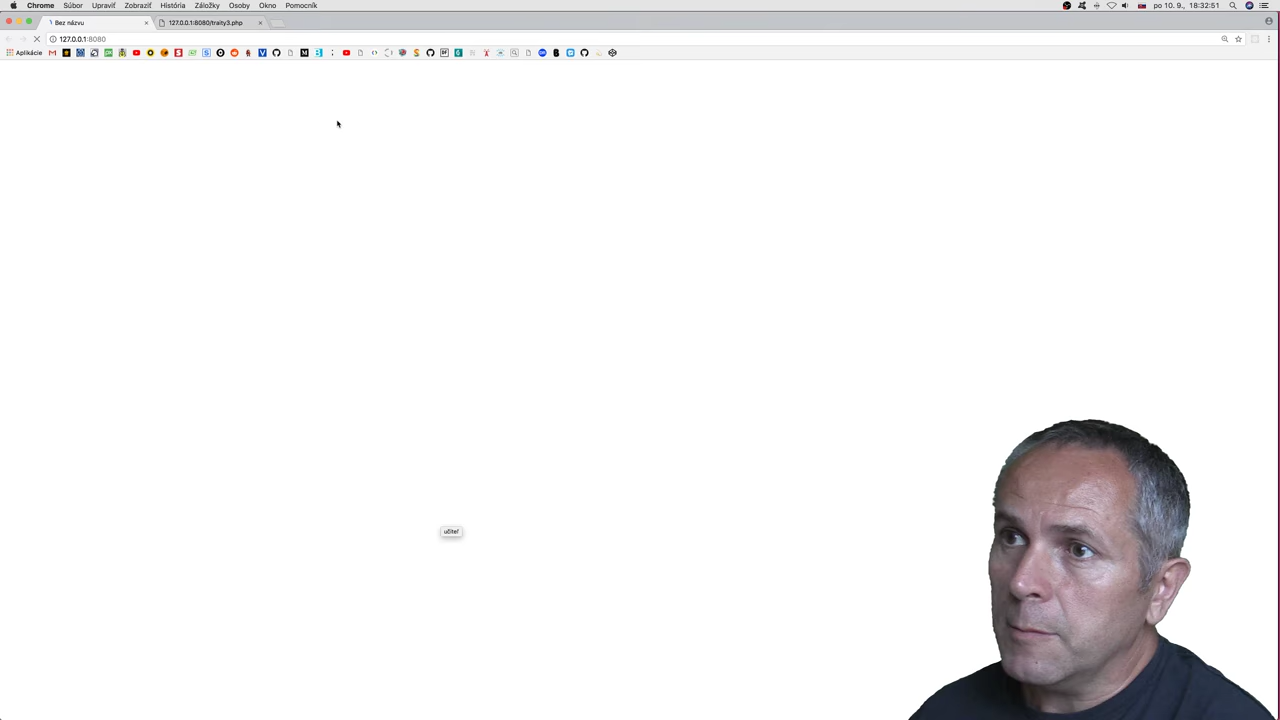 Chrome Súbor Upraviť Zobraziť História Záložky Osoby Okno Pomocník po 10. 9., 18:32:51
Bez názvu 127.0.0.1:8080/traity3.php
127.0.0.1:8080
Aplikácie
učiteľ